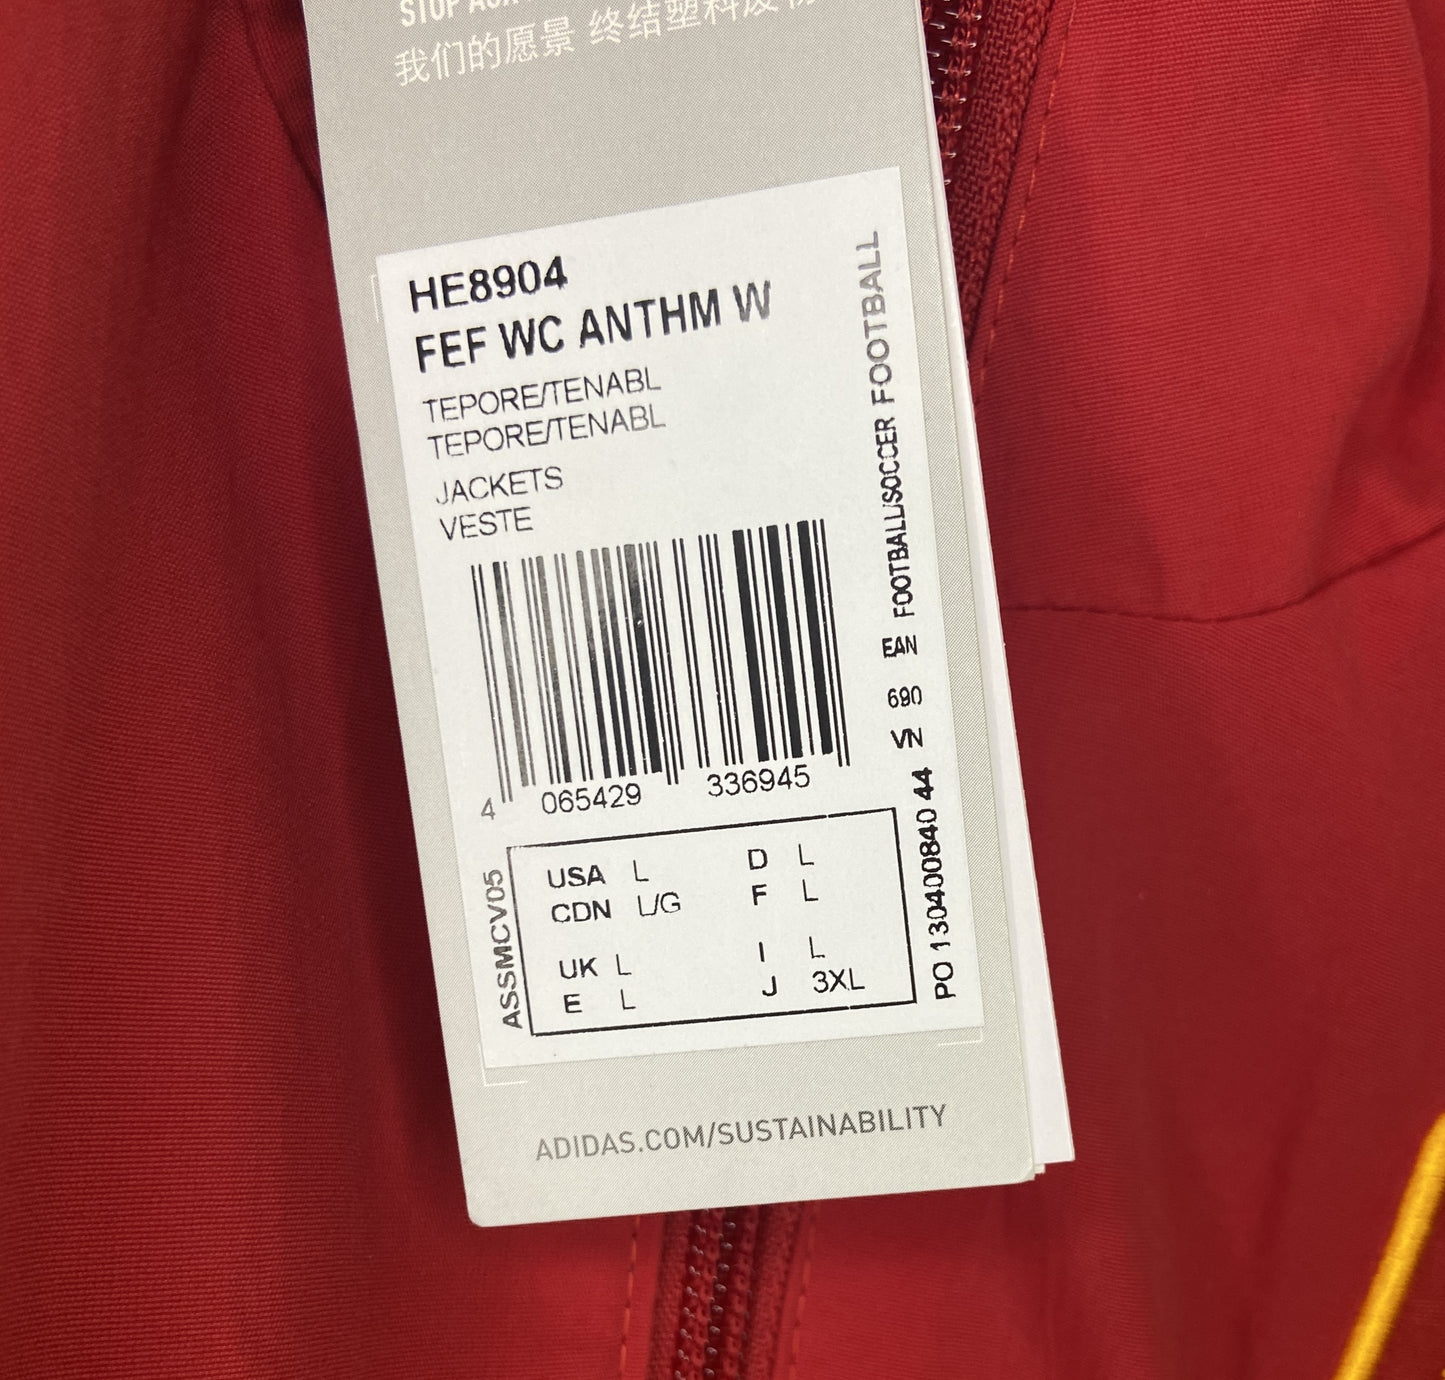 STOP
我们的愿景 终结塑料废物
HE8904
FEF WC ANTHM W
TEPORE/TENABL
TEPORE/TENABL
JACKETS
VESTE
4 065429 336945
USA L D L
CDN L/G F L
UK L I L
E L J 3XL
ASSMCV05
PO 130400840 44 VN 690 EAN FOOTBALL/SOCCER FOOTBALL
ADIDAS.COM/SUSTAINABILITY